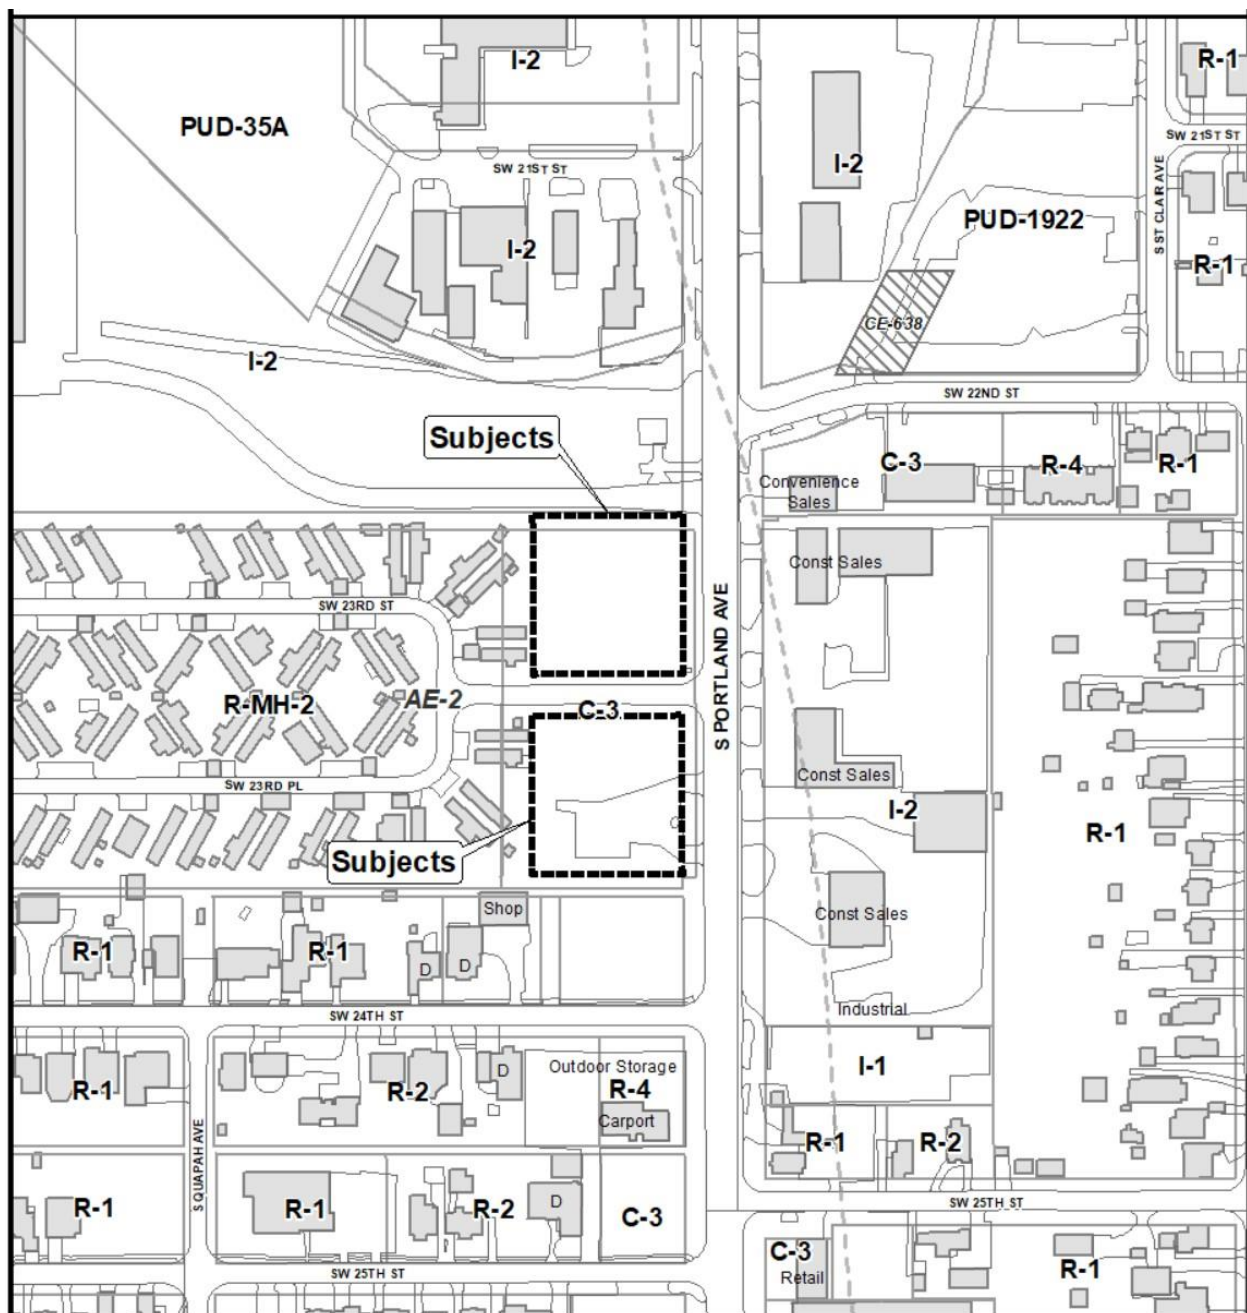 I-2
R-1
PUD-35A
SW 21ST ST
SW 21ST ST
I-2
S ST CLAIR AVE
PUD-1922
I-2
R-1
CE-638
I-2
SW 22ND ST
Subjects
C-3
R-4
R-1
Convenience
Sales
Const Sales
SW 23RD ST
S PORTLAND AVE
R-MH-2
AE-2
C-3
Const Sales
SW 23RD PL
I-2
R-1
Subjects
Shop
Const Sales
R-1
R-1
D
D
Industrial
SW 24TH ST
Outdoor Storage
I-1
D
R-1
R-2
R-4
Carport
R-1
R-2
S QUAPAH AVE
R-1
R-1
R-2
D
C-3
SW 25TH ST
C-3
Retail
R-1
SW 25TH ST